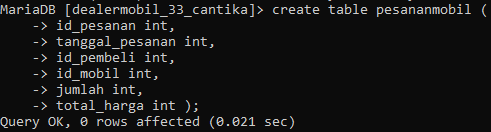 MariaDB [dealermobil_33_cantika]> create table pesananmobil (
    -> id_pesanan int,
    -> tanggal_pesanan int,
    -> id_pembeli int,
    -> id_mobil int,
    -> jumlah int,
    -> total_harga int );
Query OK, 0 rows affected (0.021 sec)